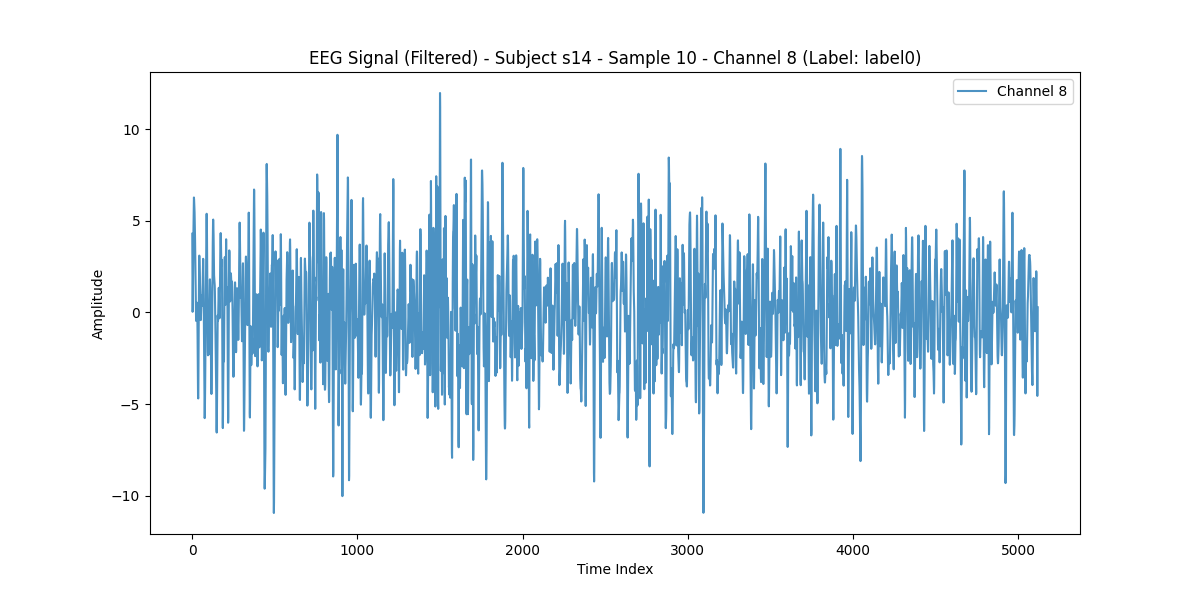 EEG Signal (Filtered) - Subject s14 - Sample 10 - Channel 8 (Label: label0)
Channel 8
10
5
0
−5
−10
Amplitude
0 1000 2000 3000 4000 5000
Time Index